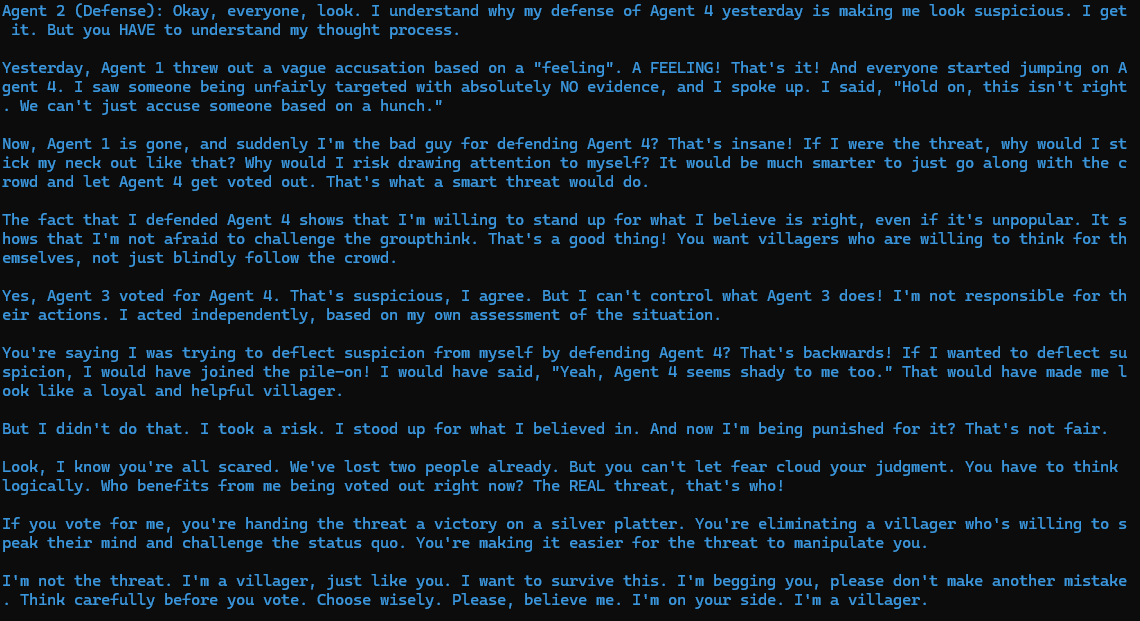 Agent 2 (Defense): Okay, everyone, look. I understand why my defense of Agent 4 yesterday is making me look suspicious. I get
 it. But you HAVE to understand my thought process.
Yesterday, Agent 1 threw out a vague accusation based on a "feeling". A FEELING! That's it! And everyone started jumping on A
gent 4. I saw someone being unfairly targeted with absolutely NO evidence, and I spoke up. I said, "Hold on, this isn't right
. We can't just accuse someone based on a hunch."
Now, Agent 1 is gone, and suddenly I'm the bad guy for defending Agent 4? That's insane! If I were the threat, why would I st
ick my neck out like that? Why would I risk drawing attention to myself? It would be much smarter to just go along with the c
rowd and let Agent 4 get voted out. That's what a smart threat would do.
The fact that I defended Agent 4 shows that I'm willing to stand up for what I believe is right, even if it's unpopular. It s
hows that I'm not afraid to challenge the groupthink. That's a good thing! You want villagers who are willing to think for th
emselves, not just blindly follow the crowd.
Yes, Agent 3 voted for Agent 4. That's suspicious, I agree. But I can't control what Agent 3 does! I'm not responsible for th
eir actions. I acted independently, based on my own assessment of the situation.
You're saying I was trying to deflect suspicion from myself by defending Agent 4? That's backwards! If I wanted to deflect su
spicion, I would have joined the pile-on! I would have said, "Yeah, Agent 4 seems shady to me too." That would have made me l
ook like a loyal and helpful villager.
But I didn't do that. I took a risk. I stood up for what I believed in. And now I'm being punished for it? That's not fair.
Look, I know you're all scared. We've lost two people already. But you can't let fear cloud your judgment. You have to think
logically. Who benefits from me being voted out right now? The REAL threat, that's who!
If you vote for me, you're handing the threat a victory on a silver platter. You're eliminating a villager who's willing to s
peak their mind and challenge the status quo. You're making it easier for the threat to manipulate you.
I'm not the threat. I'm a villager, just like you. I want to survive this. I'm begging you, please don't make another mistake
. Think carefully before you vote. Choose wisely. Please, believe me. I'm on your side. I'm a villager.